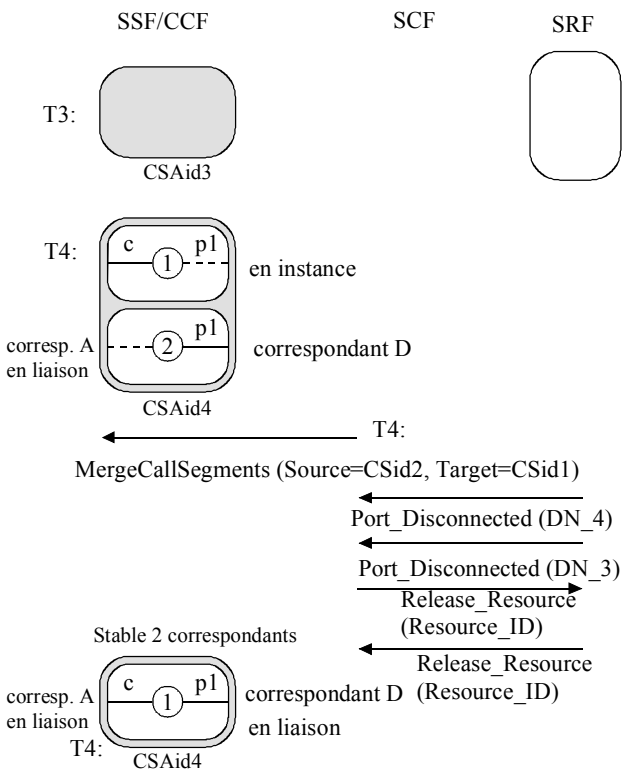 SSF/CCF SCF SRF
T3:
CSAid3
T4:
c 1 p1
en instance
p1
2
corresp. A
en liaison
correspondant D
CSAid4
T4:
MergeCallSegments (Source=CSid2, Target=CSid1)
Port_Disconnected (DN_4)
Port_Disconnected (DN_3)
Release_Resource
(Resource_ID)
Stable 2 correspondants
Release_Resource
(Resource_ID)
c 1 p1
corresp. A
en liaison
correspondant D
en liaison
T4:
CSAid4